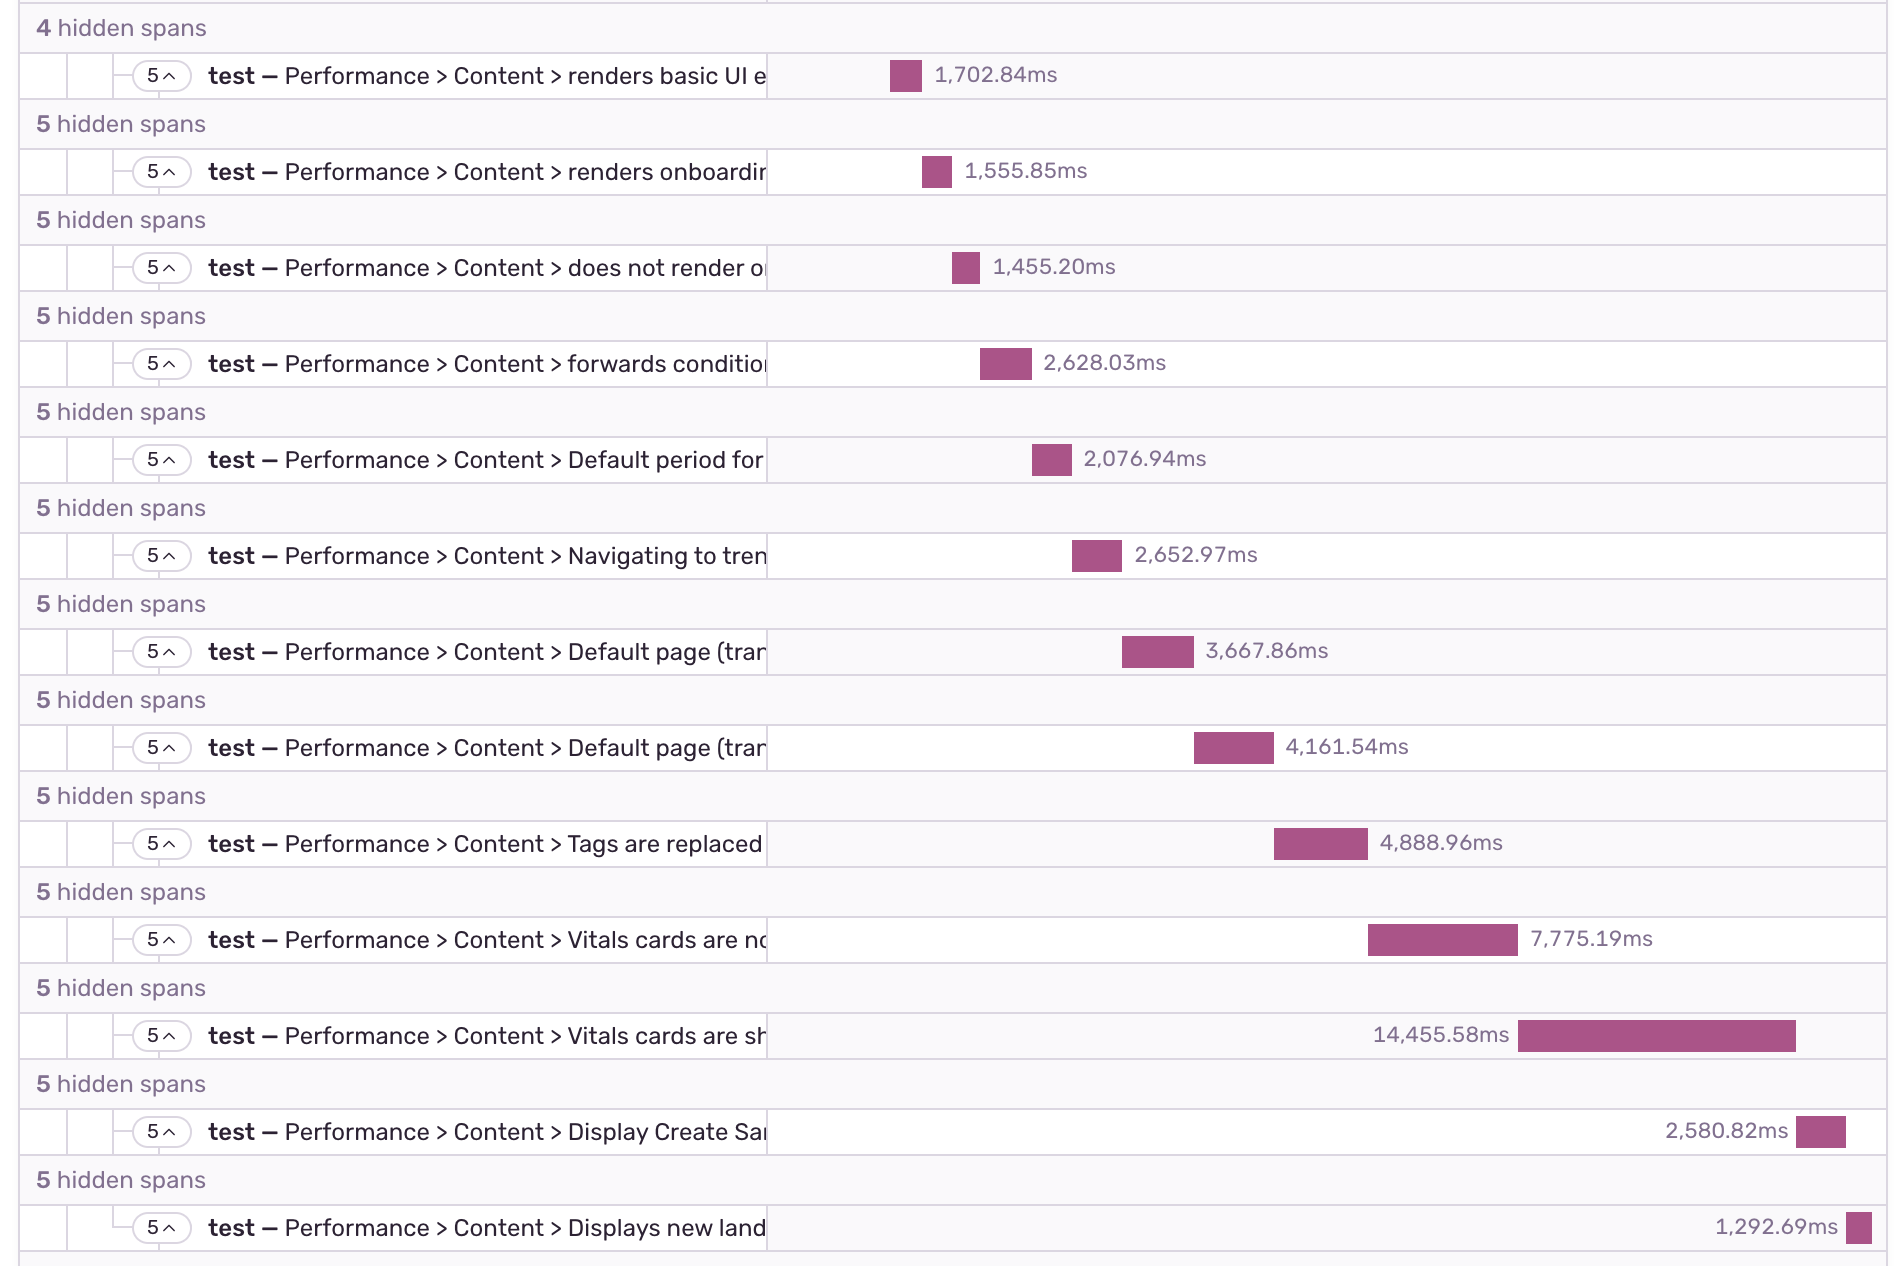 4 hidden spans
5 test — Performance > Content > renders basic UI e 1,702.84ms
5 hidden spans
5 test — Performance > Content > renders onboardin 1,555.85ms
5 hidden spans
5 test — Performance > Content > does not render o 1,455.20ms
5 hidden spans
5 test — Performance > Content > forwards condition 2,628.03ms
5 hidden spans
5 test — Performance > Content > Default period for 2,076.94ms
5 hidden spans
5 test — Performance > Content > Navigating to tren 2,652.97ms
5 hidden spans
5 test — Performance > Content > Default page (tran 3,667.86ms
5 hidden spans
5 test — Performance > Content > Default page (tran 4,161.54ms
5 hidden spans
5 test — Performance > Content > Tags are replaced 4,888.96ms
5 hidden spans
5 test — Performance > Content > Vitals cards are no 7,775.19ms
5 hidden spans
5 test — Performance > Content > Vitals cards are sh 14,455.58ms
5 hidden spans
5 test — Performance > Content > Display Create Sa 2,580.82ms
5 hidden spans
5 test — Performance > Content > Displays new land 1,292.69ms